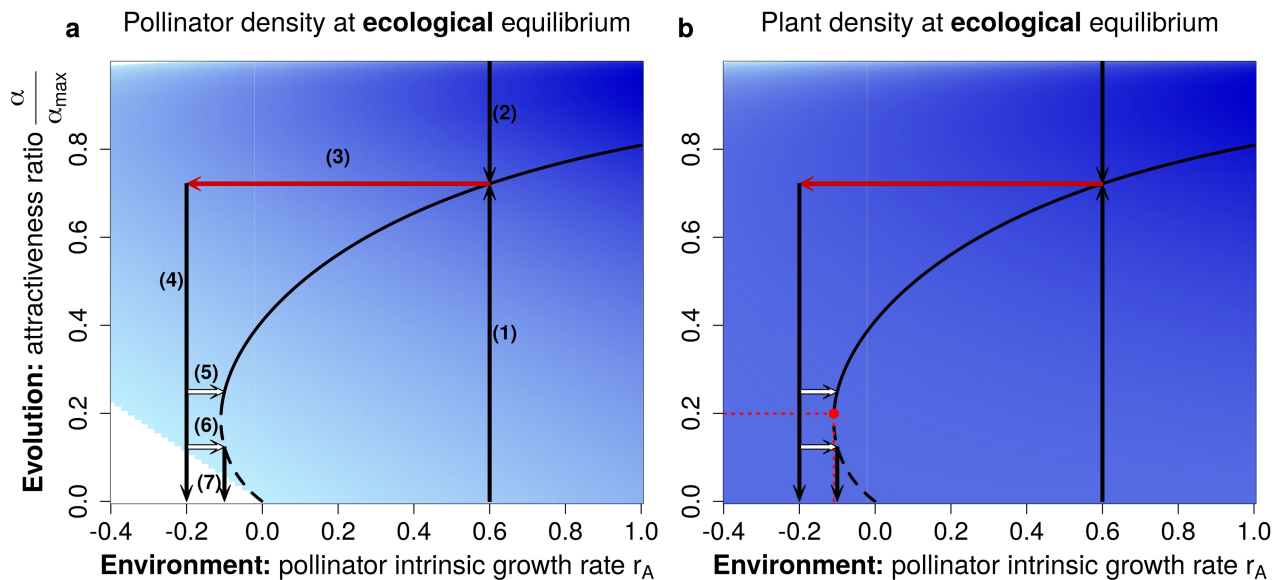 a Pollinator density at ecological equilibrium
Evolution: attractiveness ratio α/αmax
0.0 0.2 0.4 0.6 0.8
(1)
(2)
(3)
(4)
(5)
(6)
(7)
-0.4 -0.2 0.0 0.2 0.4 0.6 0.8 1.0
Environment: pollinator intrinsic growth rate rA
b Plant density at ecological equilibrium
0.0 0.2 0.4 0.6 0.8
-0.4 -0.2 0.0 0.2 0.4 0.6 0.8 1.0
Environment: pollinator intrinsic growth rate rA